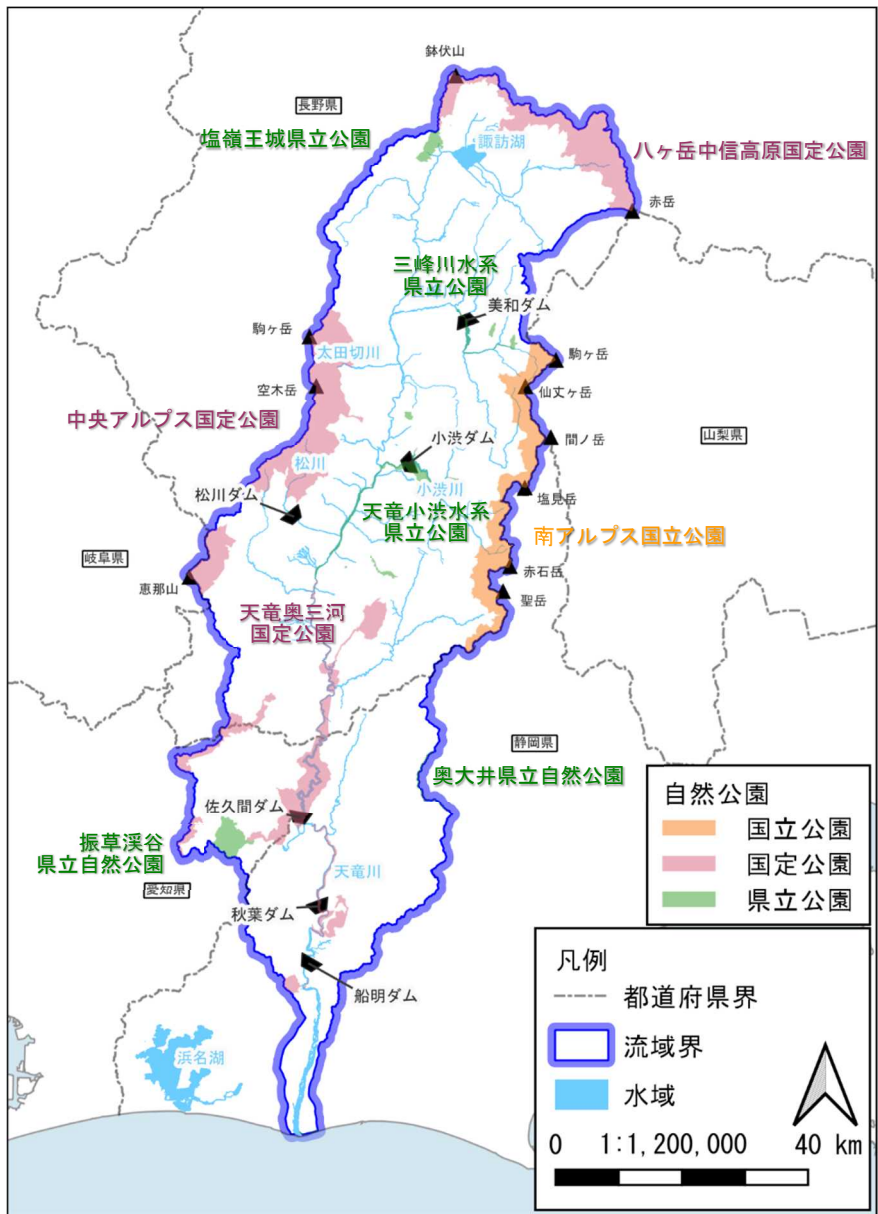 鉢伏山
長野県
塩嶺王城県立公園
諏訪湖
八ヶ岳中信高原国定公園
赤岳
三峰川水系
県立公園
美和ダム
駒ヶ岳
太田切川
駒ヶ岳
空木岳
仙丈ヶ岳
中央アルプス国定公園
小渋ダム
間ノ岳
山梨県
松川
小渋川
松川ダム
塩見岳
天竜小渋水系
県立公園
南アルプス国立公園
岐阜県
恵那山
赤石岳
聖岳
天竜奥三河
国定公園
静岡県
奥大井県立自然公園
佐久間ダム
振草渓谷
県立自然公園
天竜川
愛知県
秋葉ダム
船明ダム
浜名湖
自然公園
国立公園
国定公園
県立公園
凡例
都道府県界
流域界
水域
0 1:1,200,000 40 km